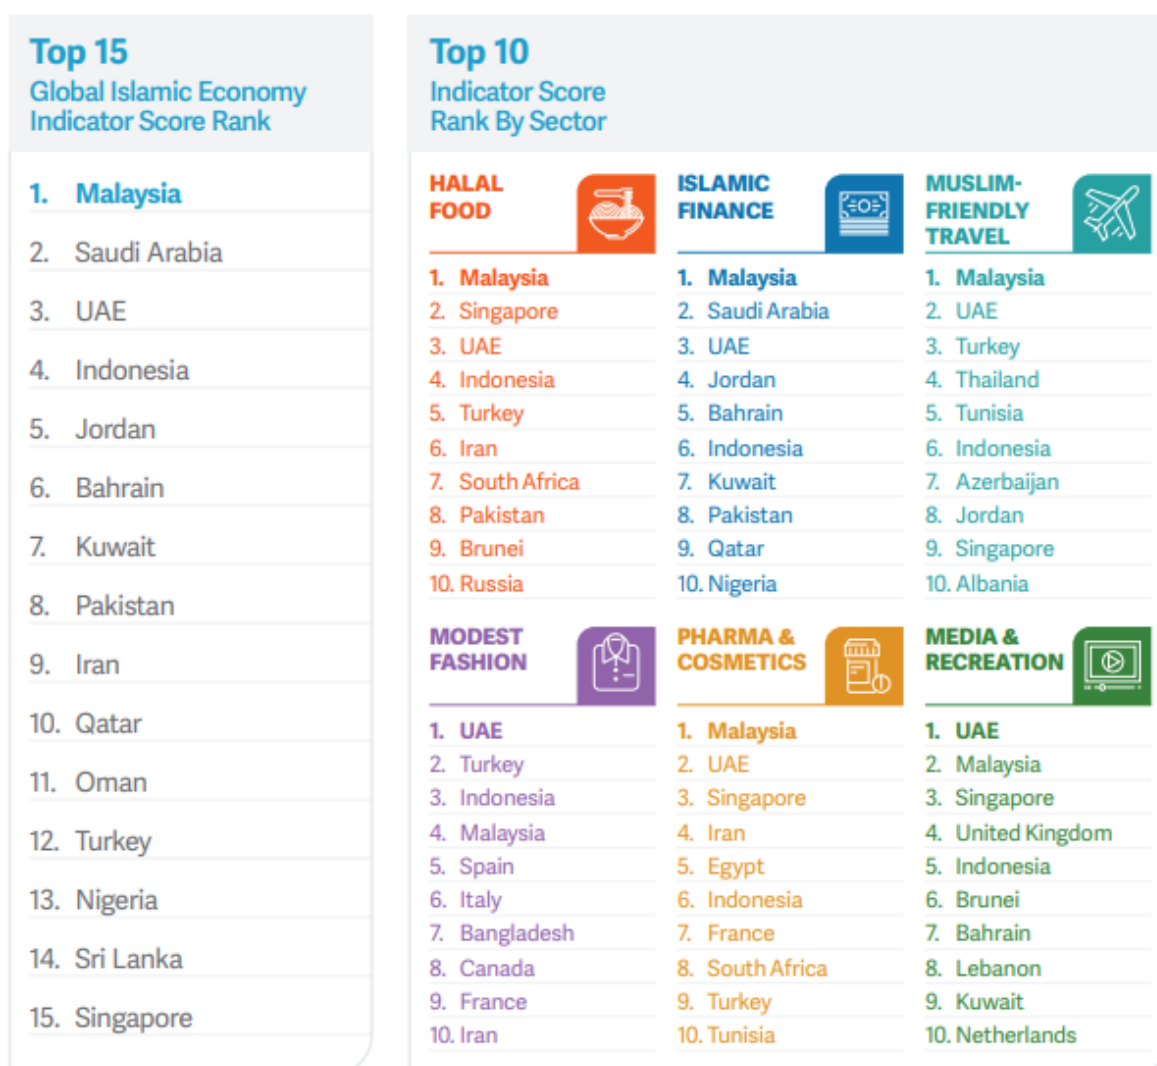 Top 15
Global Islamic Economy
Indicator Score Rank
1. Malaysia
2. Saudi Arabia
3. UAE
4. Indonesia
5. Jordan
6. Bahrain
7. Kuwait
8. Pakistan
9. Iran
10. Qatar
11. Oman
12. Turkey
13. Nigeria
14. Sri Lanka
15. Singapore
Top 10
Indicator Score
Rank By Sector
HALAL
FOOD
1. Malaysia
2. Singapore
3. UAE
4. Indonesia
5. Turkey
6. Iran
7. South Africa
8. Pakistan
9. Brunei
10. Russia
ISLAMIC
FINANCE
1. Malaysia
2. Saudi Arabia
3. UAE
4. Jordan
5. Bahrain
6. Indonesia
7. Kuwait
8. Pakistan
9. Qatar
10. Nigeria
MUSLIM-
FRIENDLY
TRAVEL
1. Malaysia
2. UAE
3. Turkey
4. Thailand
5. Tunisia
6. Indonesia
7. Azerbaijan
8. Jordan
9. Singapore
10. Albania
MODEST
FASHION
1. UAE
2. Turkey
3. Indonesia
4. Malaysia
5. Spain
6. Italy
7. Bangladesh
8. Canada
9. France
10. Iran
PHARMA &
COSMETICS
1. Malaysia
2. UAE
3. Singapore
4. Iran
5. Egypt
6. Indonesia
7. France
8. South Africa
9. Turkey
10. Tunisia
MEDIA &
RECREATION
1. UAE
2. Malaysia
3. Singapore
4. United Kingdom
5. Indonesia
6. Brunei
7. Bahrain
8. Lebanon
9. Kuwait
10. Netherlands